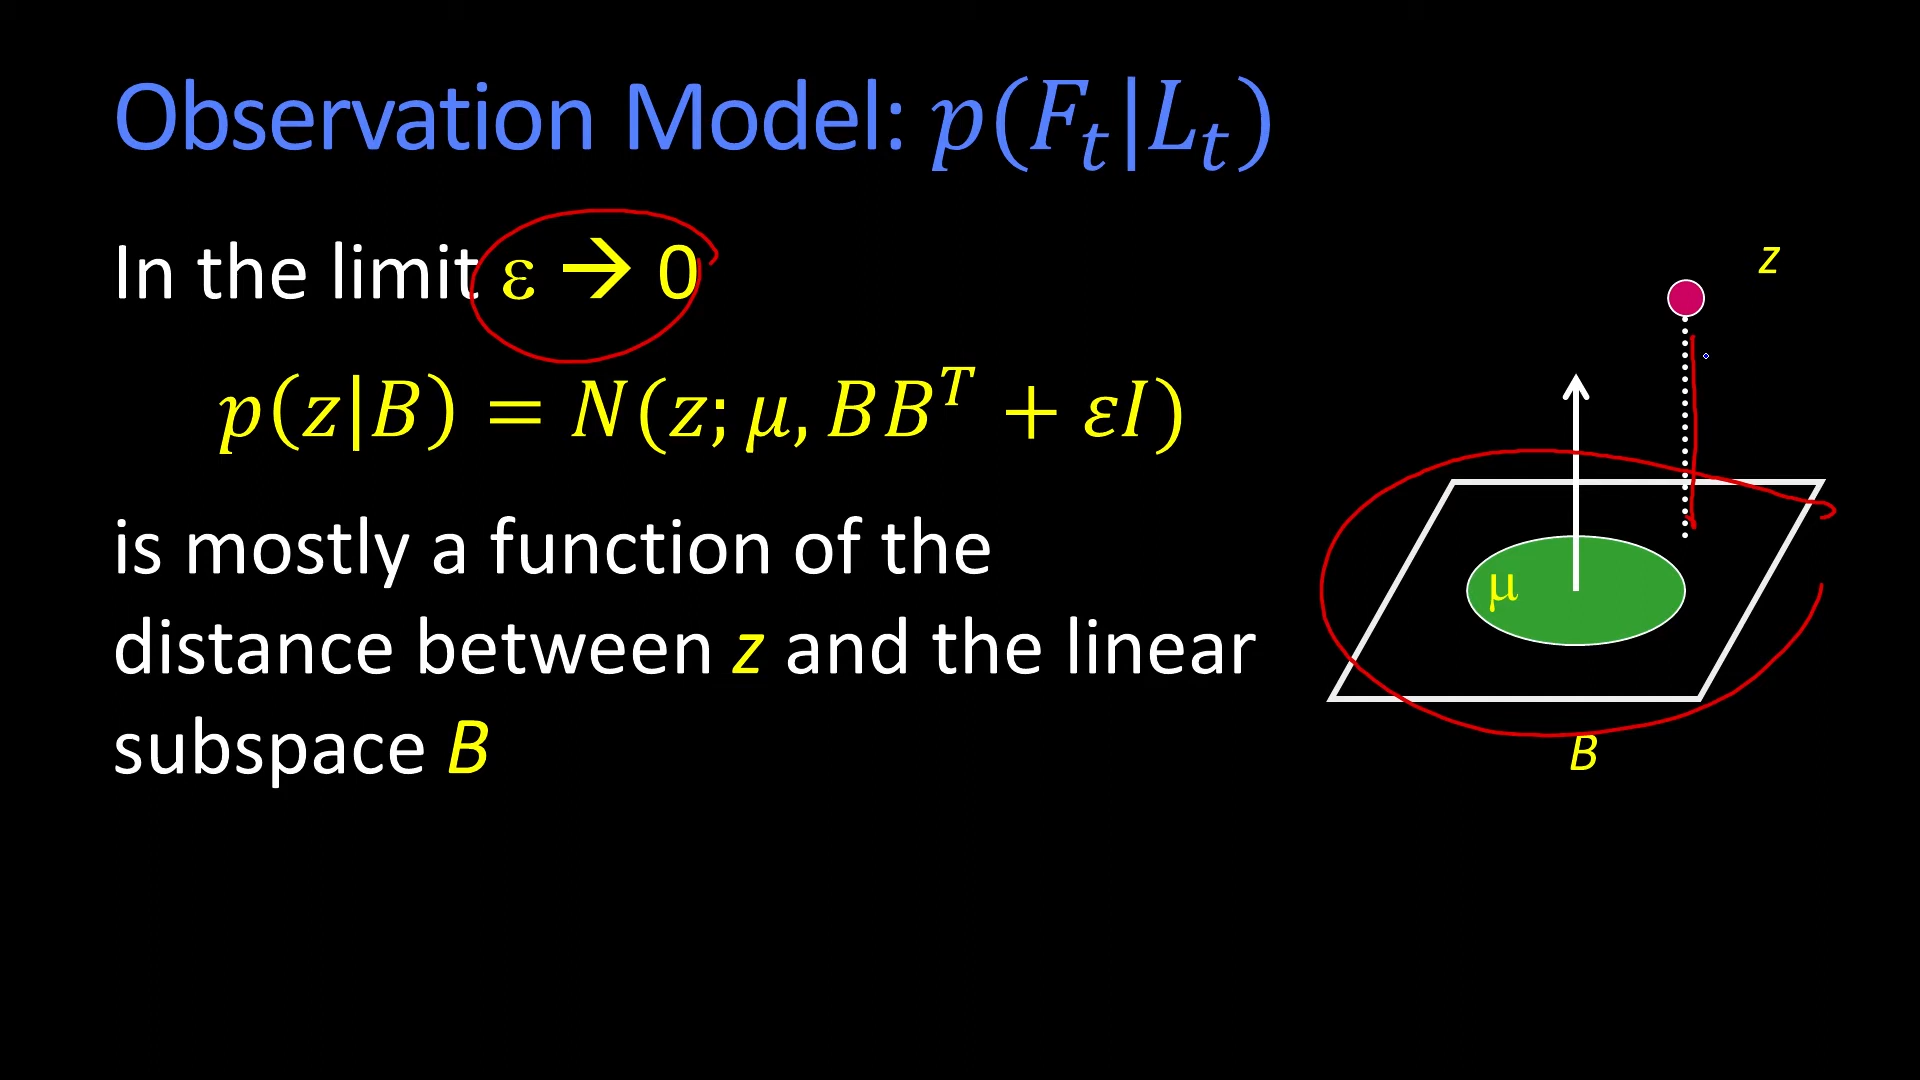 Observation Model: p(F_t|L_t)
In the limit ε → 0
p(z|B) = N(z; μ, BB^T + εI)
is mostly a function of the
distance between z and the linear
subspace B
z
μ
B